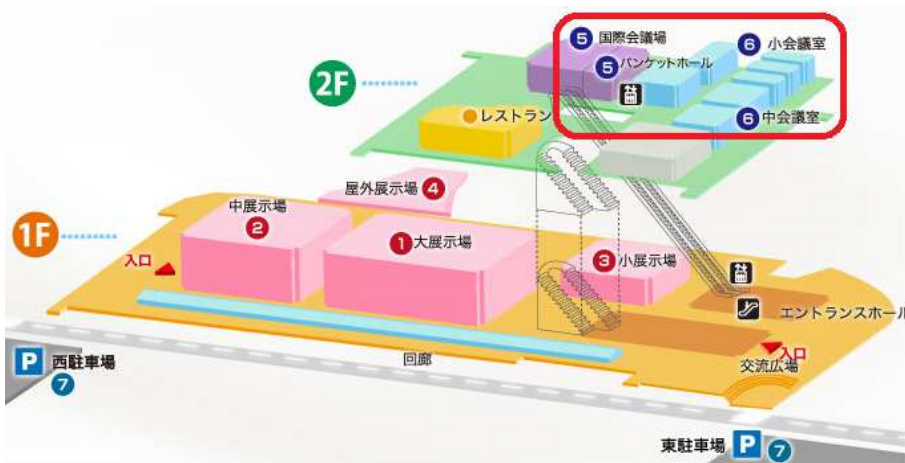 2F
5 国際会議場
5 バンケットホール
6 小会議室
6 中会議室
レストラン
1F
屋外展示場 4
中展示場
2
1 大展示場
3 小展示場
入口
エントランスホール
入口
交流広場
回廊
P 西駐車場
7
東駐車場 P 7